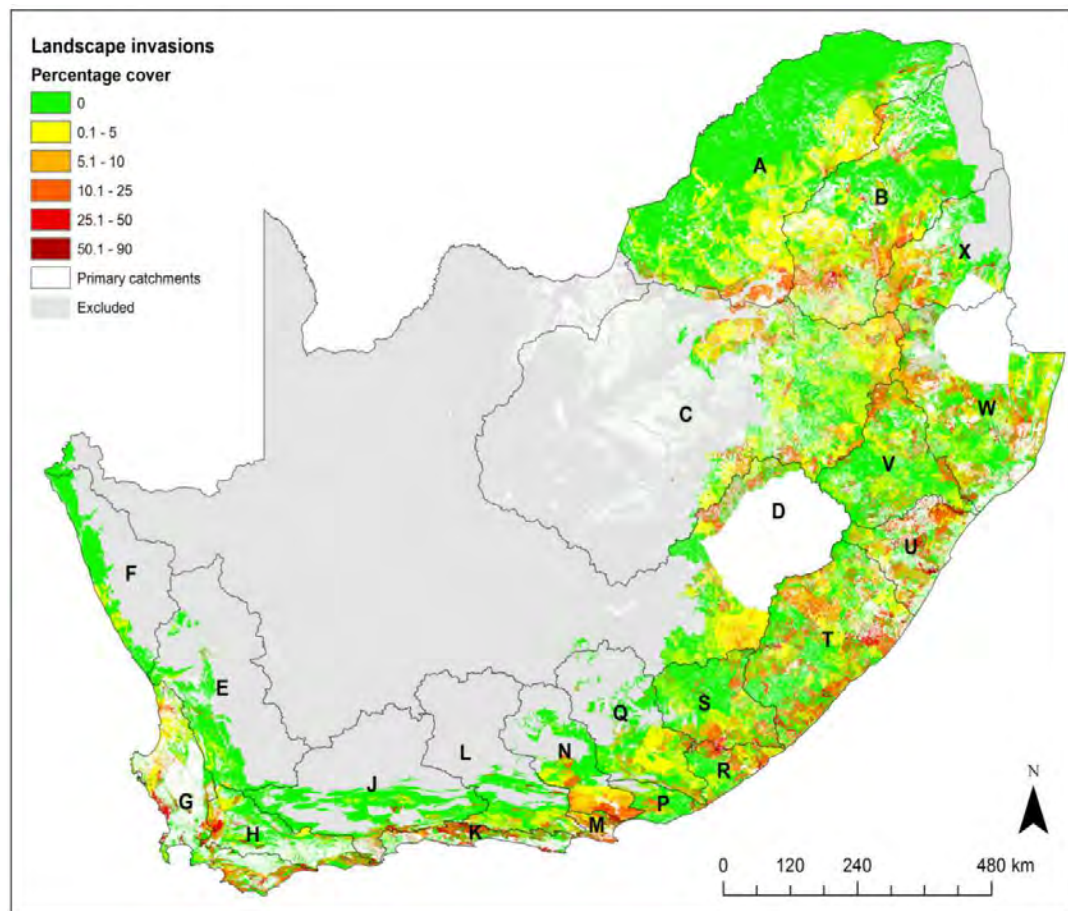 Landscape invasions
Percentage cover
0
0.1 - 5
5.1 - 10
10.1 - 25
25.1 - 50
50.1 - 90
Primary catchments
Excluded
A
B
X
C
W
V
D
U
F
T
E
S
Q
L
N
J
R
G
P
H
K
M
N
0 120 240 480 km